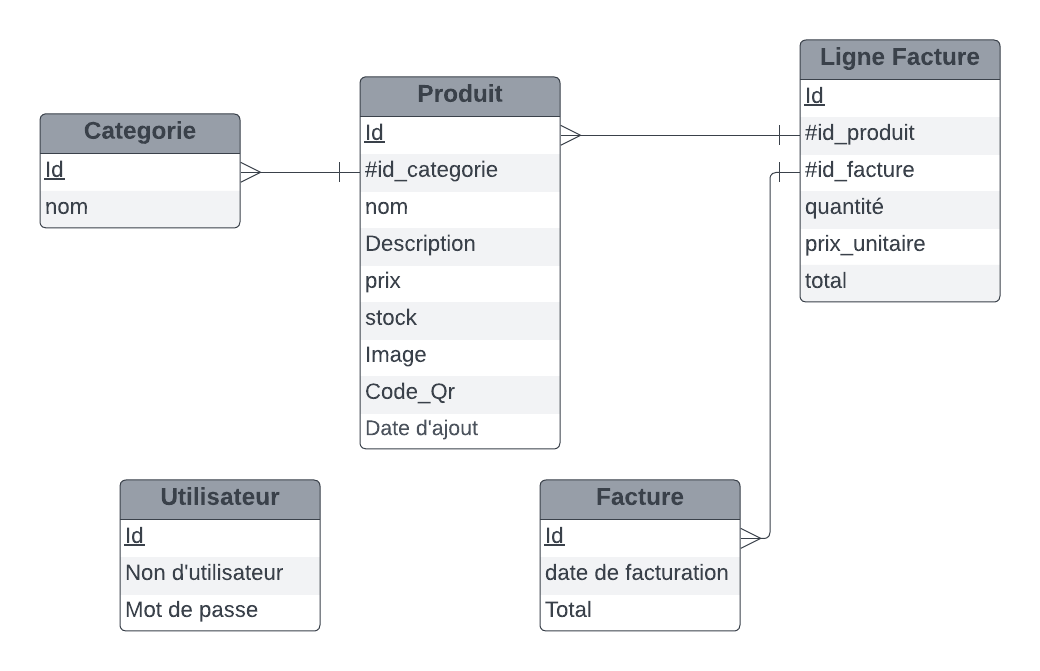 Categorie
Id
nom
Produit
Id
#id_categorie
nom
Description
prix
stock
Image
Code_Qr
Date d'ajout
Ligne Facture
Id
#id_produit
#id_facture
quantité
prix_unitaire
total
Utilisateur
Id
Non d'utilisateur
Mot de passe
Facture
Id
date de facturation
Total